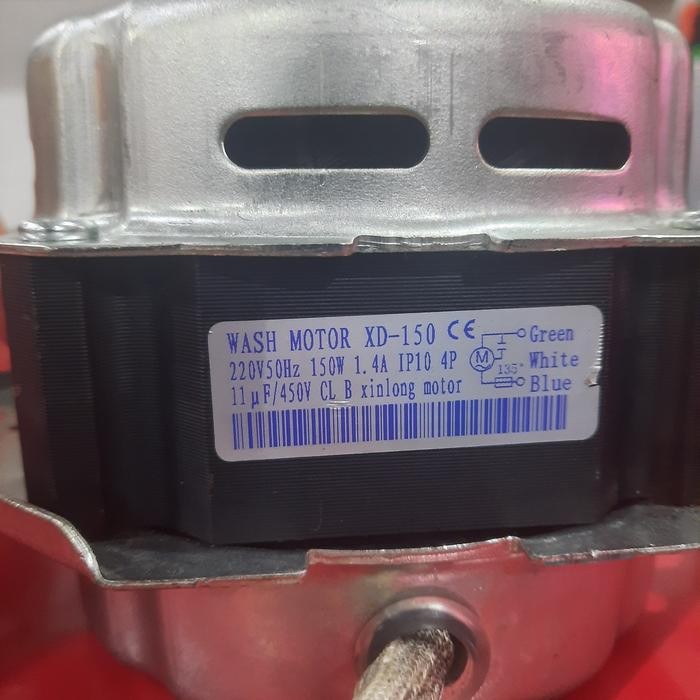 WASH MOTOR XD-150 CE
220V50Hz 150W 1.4A IP10 4P
11μF/450V CL B xinlong motor
M
135°
Green
White
Blue